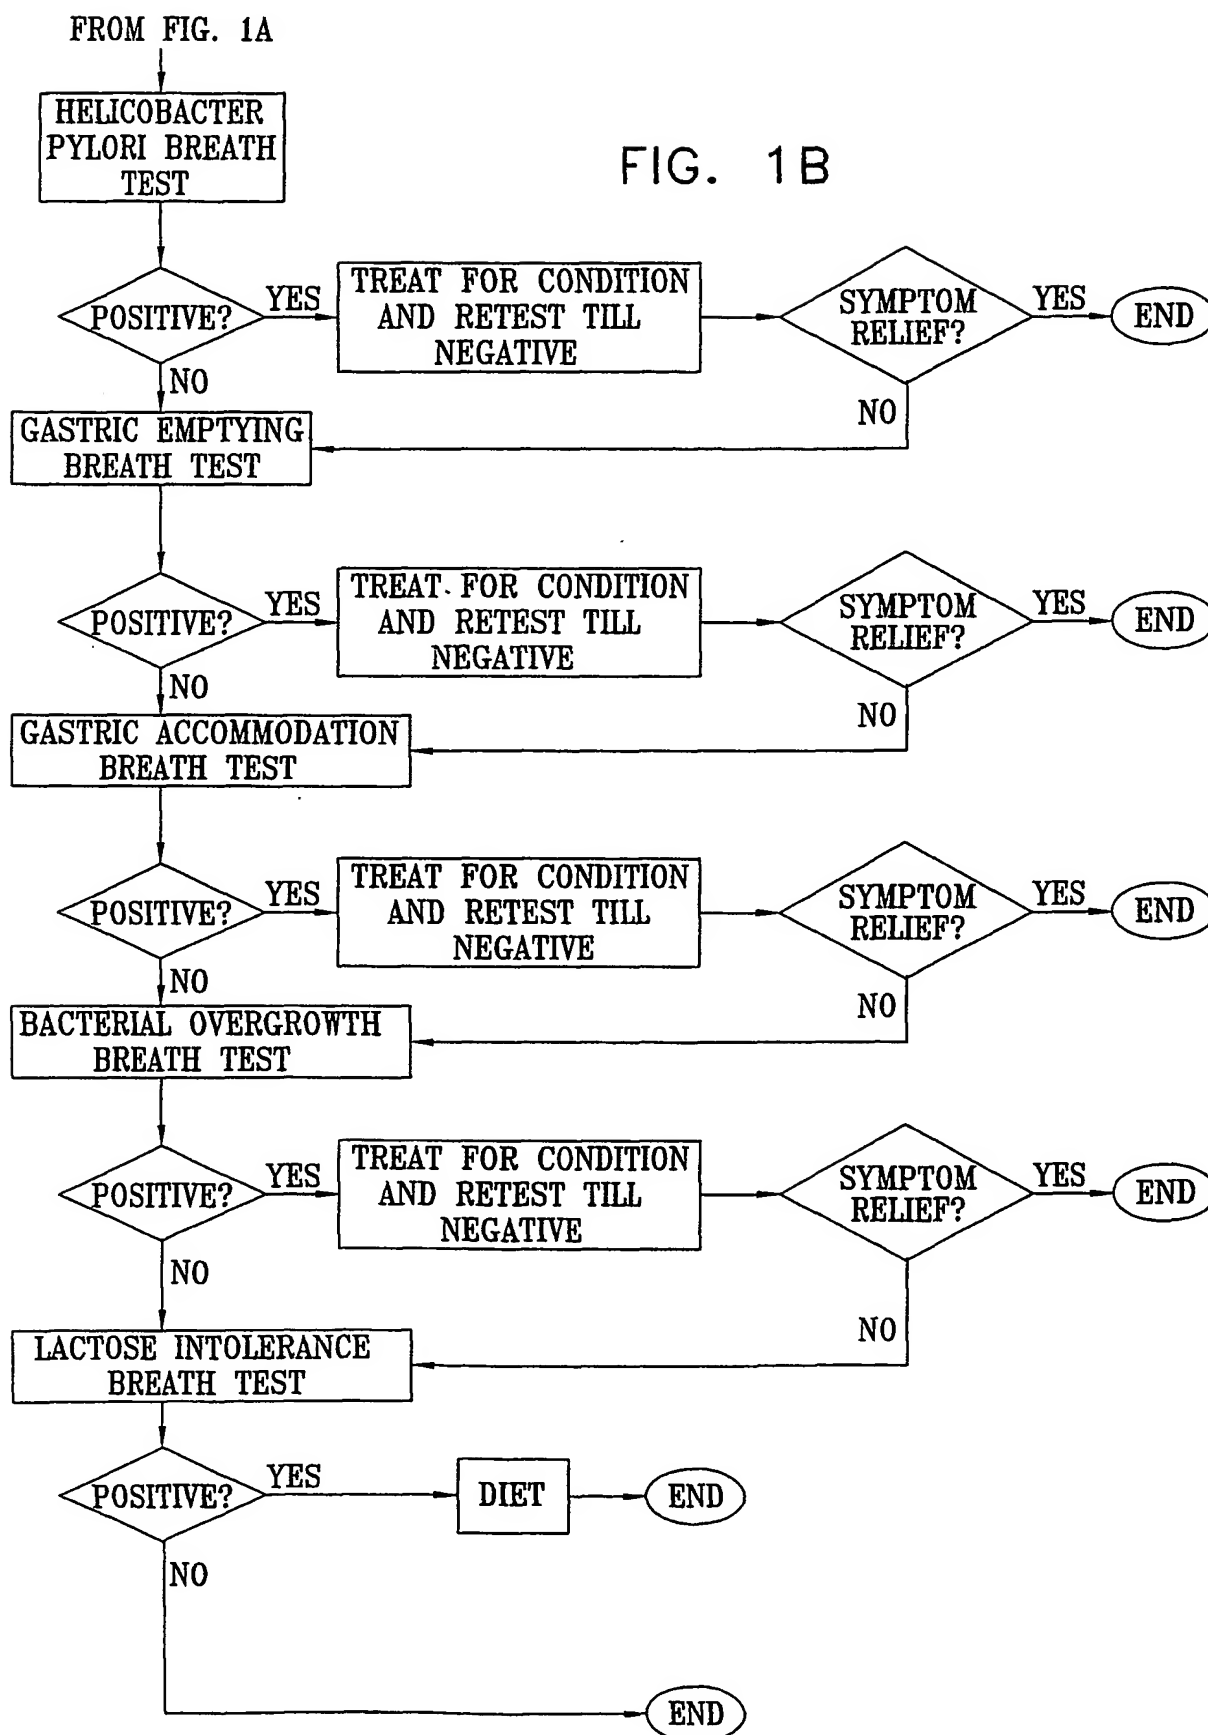 FROM FIG. 1A
HELICOBACTER
PYLORI BREATH
TEST
FIG. 1B
POSITIVE?
YES
TREAT FOR CONDITION
AND RETEST TILL
NEGATIVE
SYMPTOM
RELIEF?
YES
END
NO
NO
GASTRIC EMPTYING
BREATH TEST
POSITIVE?
YES
TREAT FOR CONDITION
AND RETEST TILL
NEGATIVE
SYMPTOM
RELIEF?
YES
END
NO
NO
GASTRIC ACCOMMODATION
BREATH TEST
POSITIVE?
YES
TREAT FOR CONDITION
AND RETEST TILL
NEGATIVE
SYMPTOM
RELIEF?
YES
END
NO
NO
BACTERIAL OVERGROWTH
BREATH TEST
POSITIVE?
YES
TREAT FOR CONDITION
AND RETEST TILL
NEGATIVE
SYMPTOM
RELIEF?
YES
END
NO
NO
LACTOSE INTOLERANCE
BREATH TEST
POSITIVE?
YES
DIET
END
NO
END